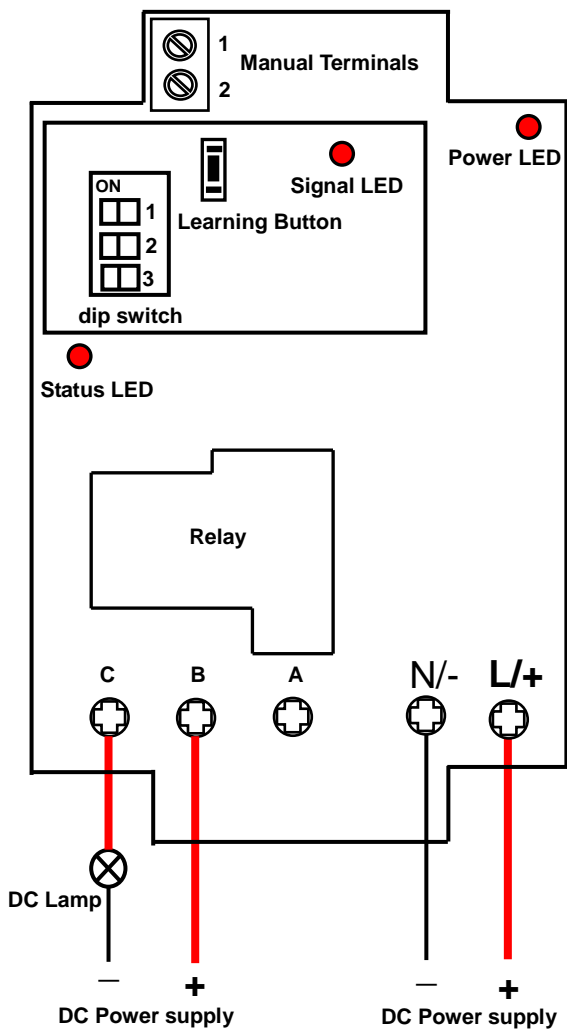 1
Manual Terminals
2
Power LED
Signal LED
ON
1
Learning Button
2
3
dip switch
Status LED
Relay
C B A N/- L/+
DC Lamp
– + – +
DC Power supply DC Power supply